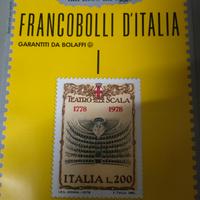 FRANCOBOLLI D'ITALIA
GARANTITI DA BOLAFFI
I
TEATRO ALLA SCALA
1778 1978
ITALIA L.200